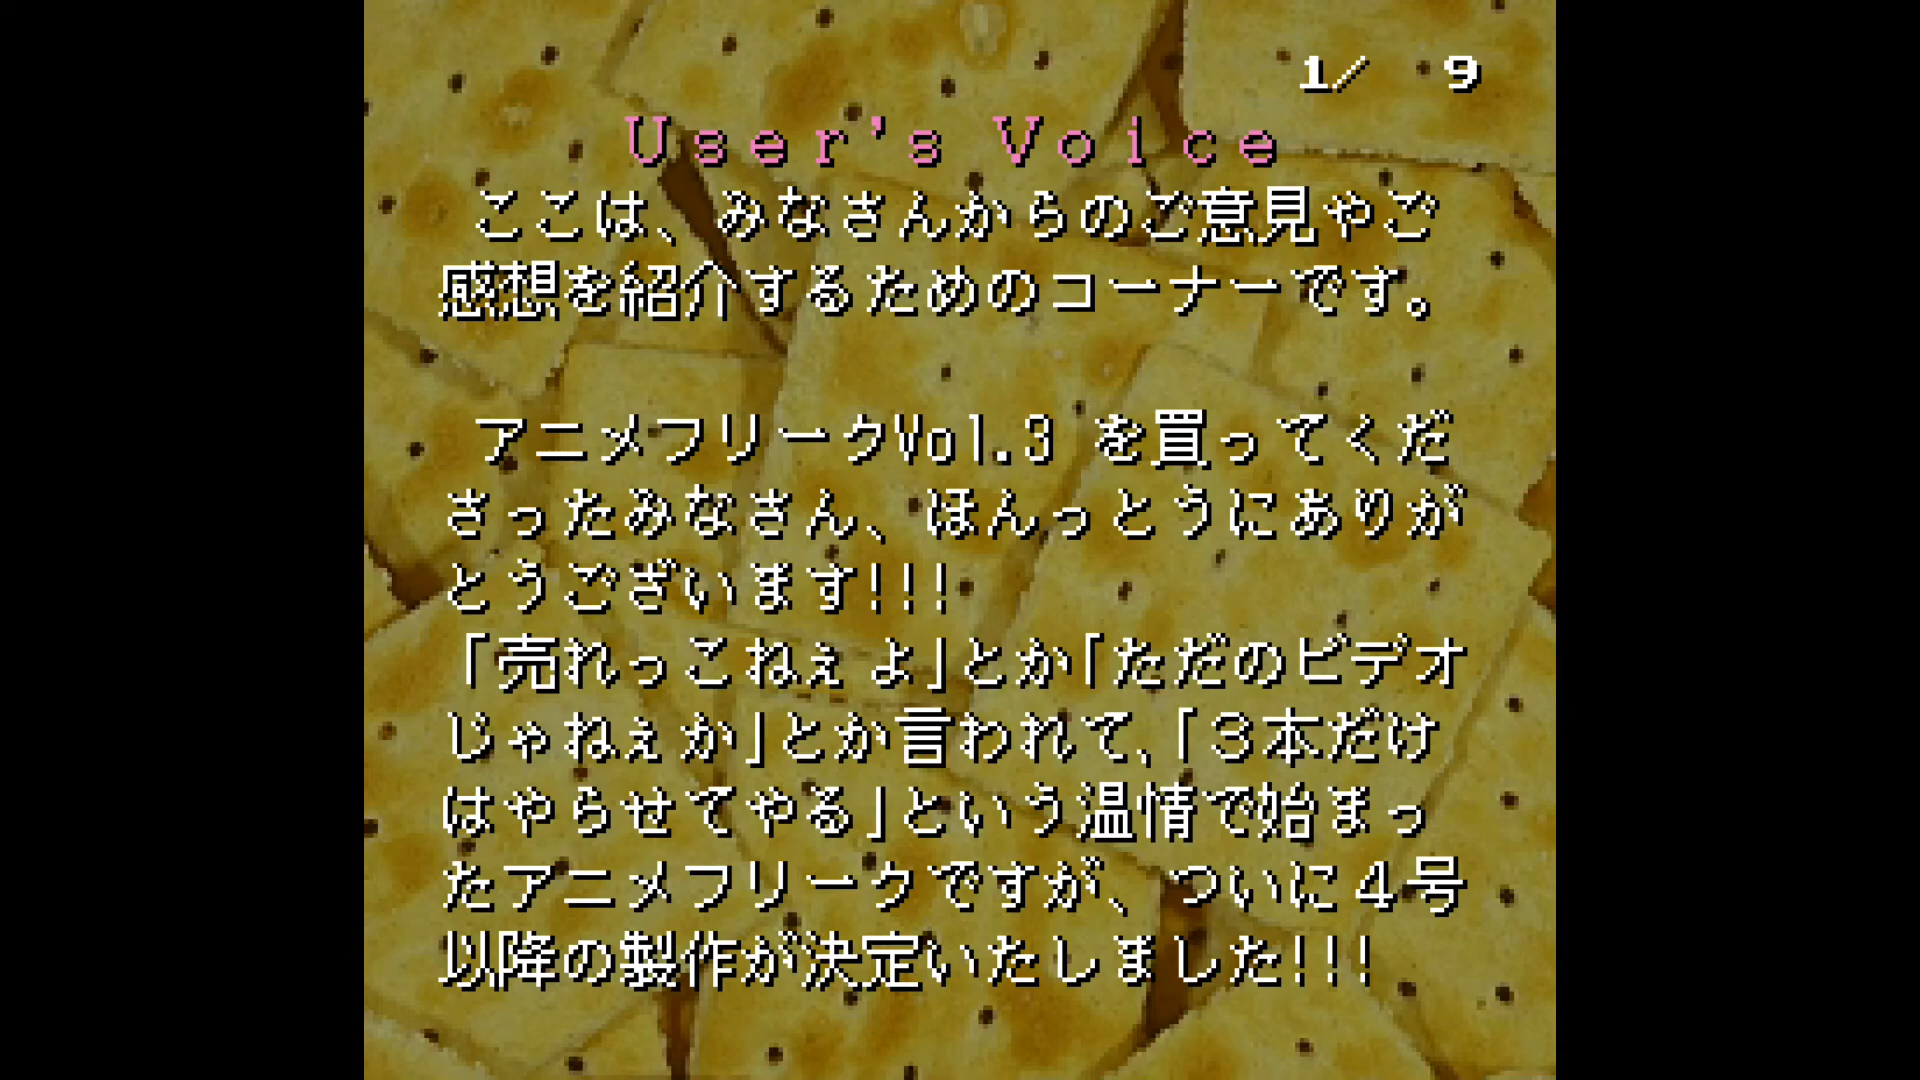 1/ 9
User's Voice
ここは、みなさんからのご意見やご
感想を紹介するためのコーナーです。
アニメフリークVol.3 を買ってくだ
さったみなさん、ほんっとうにありが
とうございます!!!
「売れっこねぇよ」とか「ただのビデオ
じゃねぇか」とか言われて、「３本だけ
はやらせてやる」という温情で始まっ
たアニメフリークですが、ついに４号
以降の製作が決定いたしました!!!